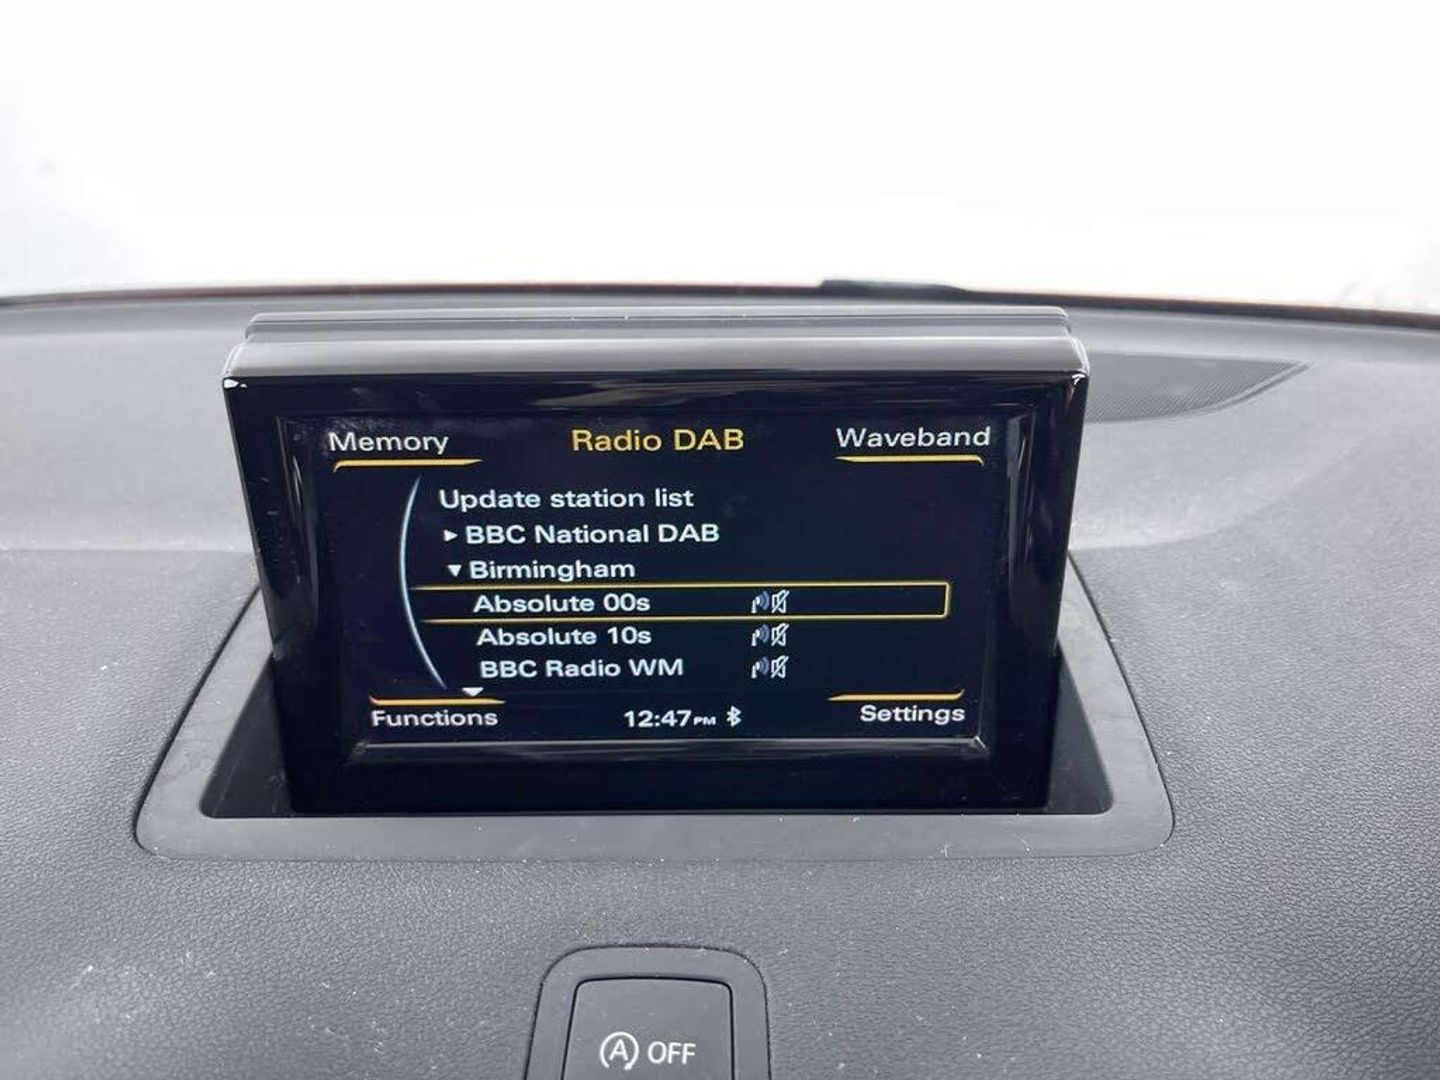 Memory Radio DAB Waveband
Update station list
BBC National DAB
Birmingham
Absolute 00s
Absolute 10s
BBC Radio WM
Functions 12:47PM Settings
A OFF